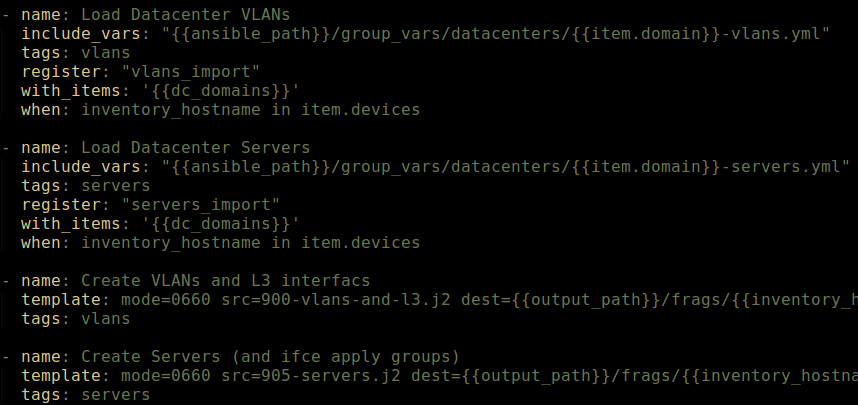 - name: Load Datacenter VLANs
  include_vars: "{{ansible_path}}/group_vars/datacenters/{{item.domain}}-vlans.yml"
  tags: vlans
  register: "vlans_import"
  with_items: '{{dc_domains}}'
  when: inventory_hostname in item.devices
- name: Load Datacenter Servers
  include_vars: "{{ansible_path}}/group_vars/datacenters/{{item.domain}}-servers.yml"
  tags: servers
  register: "servers_import"
  with_items: '{{dc_domains}}'
  when: inventory_hostname in item.devices
- name: Create VLANs and L3 interfacs
  template: mode=0660 src=900-vlans-and-l3.j2 dest={{output_path}}/frags/{{inventory_h
  tags: vlans
- name: Create Servers (and ifce apply groups)
  template: mode=0660 src=905-servers.j2 dest={{output_path}}/frags/{{inventory_hostna
  tags: servers